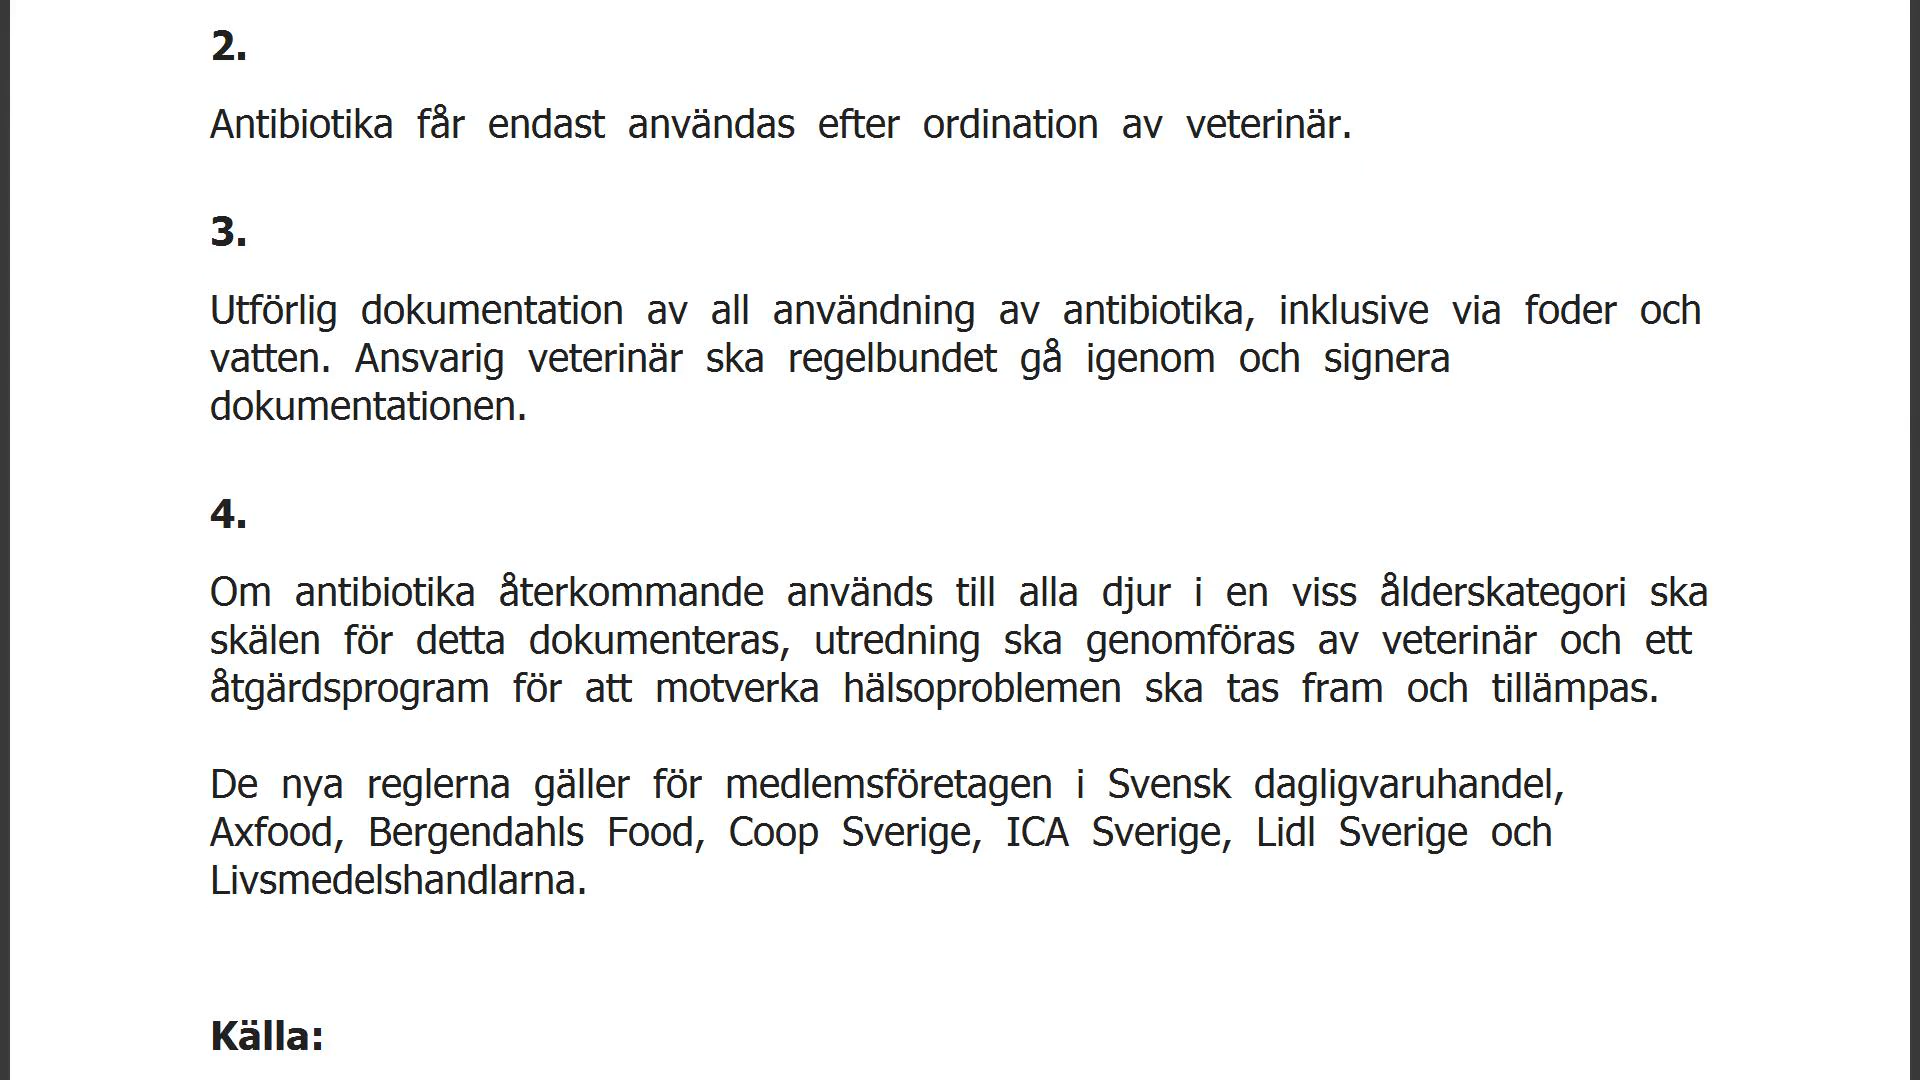 2.
Antibiotika får endast användas efter ordination av veterinär.
3.
Utförlig dokumentation av all användning av antibiotika, inklusive via foder och
vatten. Ansvarig veterinär ska regelbundet gå igenom och signera
dokumentationen.
4.
Om antibiotika återkommande används till alla djur i en viss ålderskategori ska
skälen för detta dokumenteras, utredning ska genomföras av veterinär och ett
åtgärdsprogram för att motverka hälsoproblemen ska tas fram och tillämpas.
De nya reglerna gäller för medlemsföretagen i Svensk dagligvaruhandel,
Axfood, Bergendahls Food, Coop Sverige, ICA Sverige, Lidl Sverige och
Livsmedelshandlarna.
Källa: